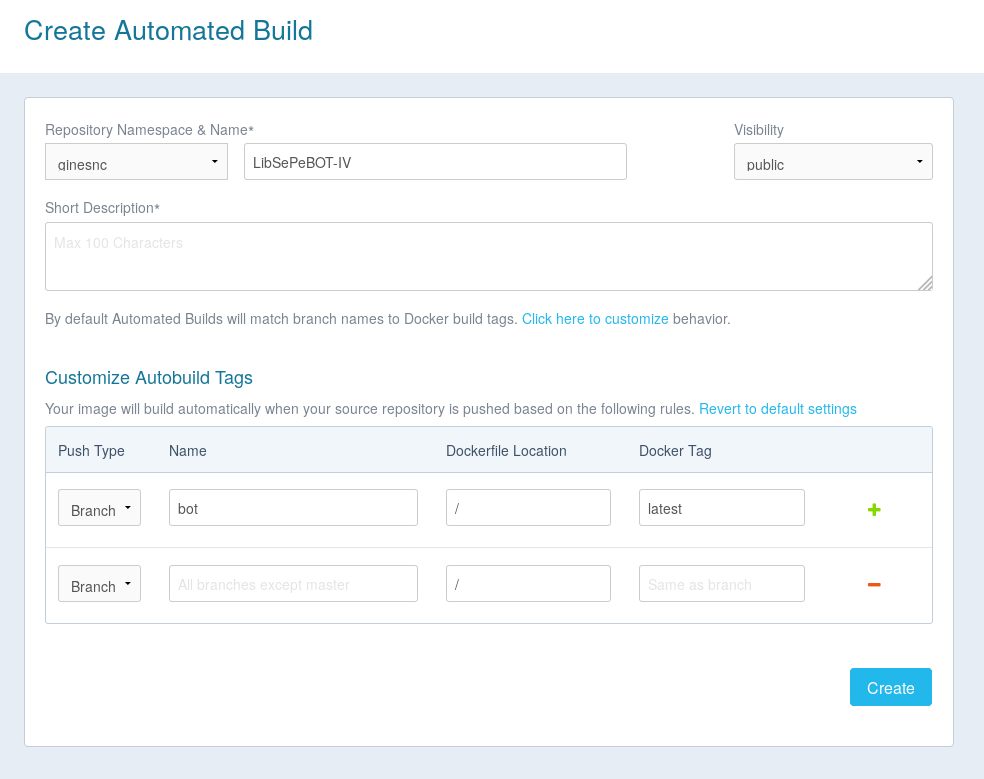 Create Automated Build
Repository Namespace & Name* Visibility
ginesnc LibSePeBOT-IV public
Short Description*
Max 100 Characters
By default Automated Builds will match branch names to Docker build tags. Click here to customize behavior.
Customize Autobuild Tags
Your image will build automatically when your source repository is pushed based on the following rules. Revert to default settings
Push Type Name Dockerfile Location Docker Tag
Branch bot / latest
Branch All branches except master / Same as branch
Create